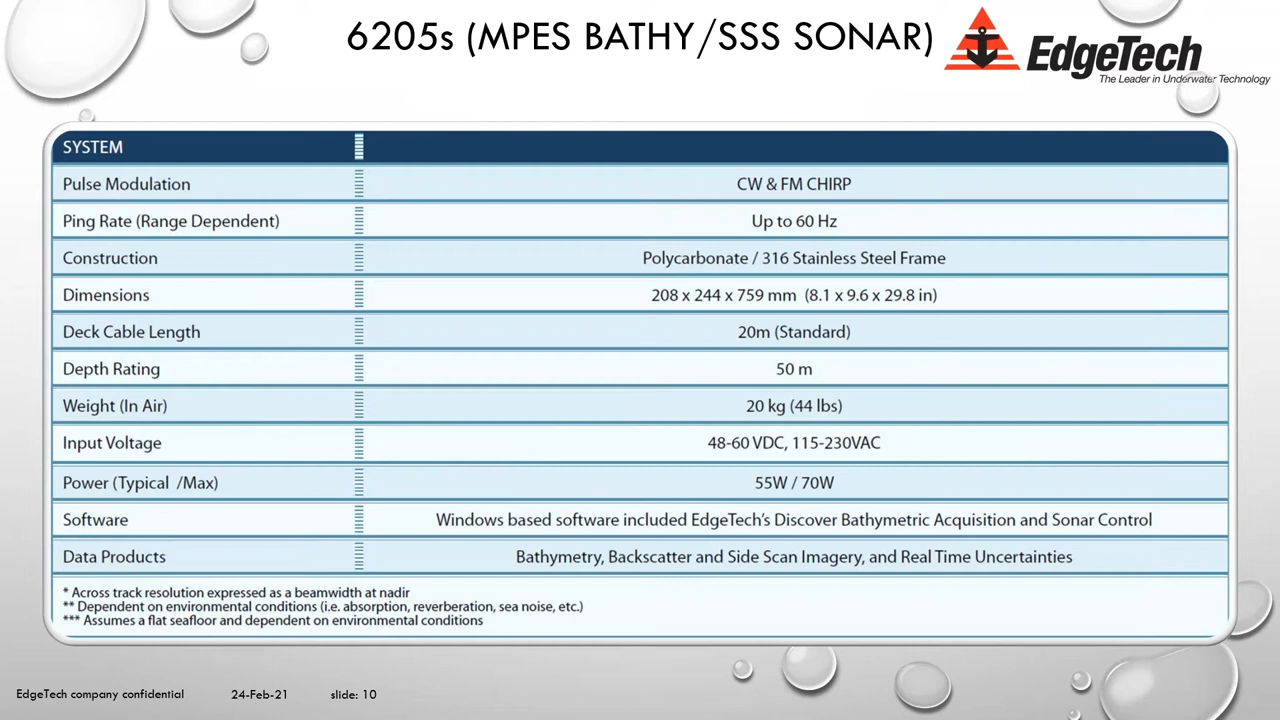 6205s (MPES BATHY/SSS SONAR)
EdgeTech
The Leader in Underwater Technology
SYSTEM
Pulse Modulation CW & FM CHIRP
Ping Rate (Range Dependent) Up to 60 Hz
Construction Polycarbonate / 316 Stainless Steel Frame
Dimensions 208 x 244 x 759 mm (8.1 x 9.6 x 29.8 in)
Deck Cable Length 20m (Standard)
Depth Rating 50 m
Weight (In Air) 20 kg (44 lbs)
Input Voltage 48-60 VDC, 115-230VAC
Power (Typical /Max) 55W / 70W
Software Windows based software included EdgeTech's Discover Bathymetric Acquisition and Sonar Control
Data Products Bathymetry, Backscatter and Side Scan Imagery, and Real Time Uncertainties
* Across track resolution expressed as a beamwidth at nadir
** Dependent on environmental conditions (i.e. absorption, reverberation, sea noise, etc.)
*** Assumes a flat seafloor and dependent on environmental conditions
EdgeTech company confidential 24-Feb-21 slide: 10